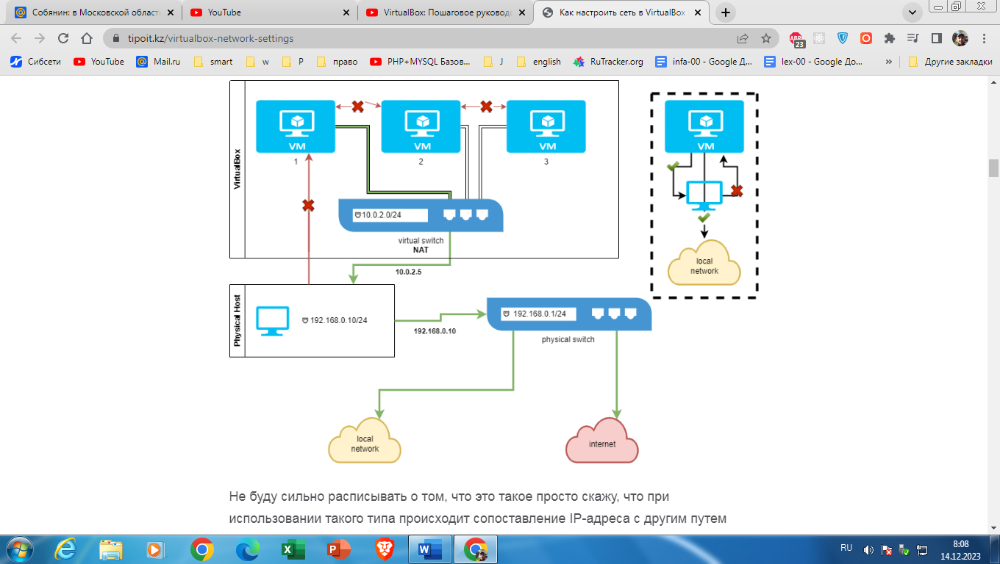 Собянин: в Московской област
YouTube
VirtualBox: Пошаговое руководс
Как настроить сеть в VirtualBox
tipoit.kz/virtualbox-network-settings
ABP
23
Сибсети
YouTube
Mail.ru
smart
w
P
право
PHP+MYSQL Базов...
J
english
RuTracker.org
infa-00 - Google Д...
lex-00 - Google До...
»
Другие закладки
VirtualBox
VM
1
VM
2
VM
3
10.0.2.0/24
virtual switch
NAT
10.0.2.5
VM
local
network
Physical Host
192.168.0.10/24
192.168.0.10
192.168.0.1/24
physical switch
local
network
internet
Не буду сильно расписывать о том, что это такое просто скажу, что при
использовании такого типа происходит сопоставление IP-адреса с другим путем
RU
8:08
14.12.2023